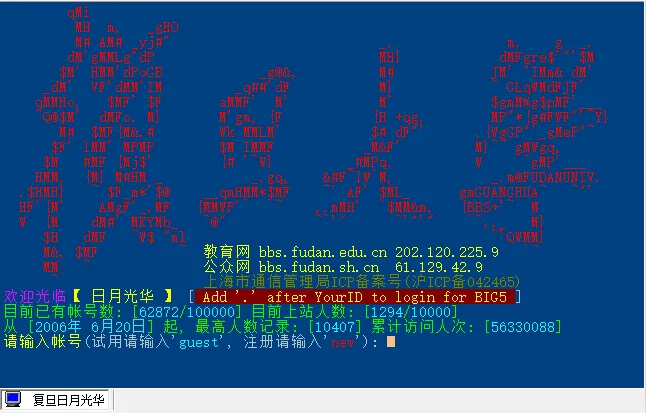 教育网 bbs.fudan.edu.cn 202.120.225.9
公众网 bbs.fudan.sh.cn 61.129.42.9
上海市通信管理局ICP备案号(沪ICP备042465)
欢迎光临【 日月光华 】 [ Add '.' after YourID to login for BIG5 ]
目前已有帐号数: [62872/100000] 目前上站人数: [1294/10000]
从 [2006年 6月20日] 起, 最高人数记录: [10407] 累计访问人次: [56330088]
请输入帐号(试用请输入'guest', 注册请输入'new'):
复旦日月光华